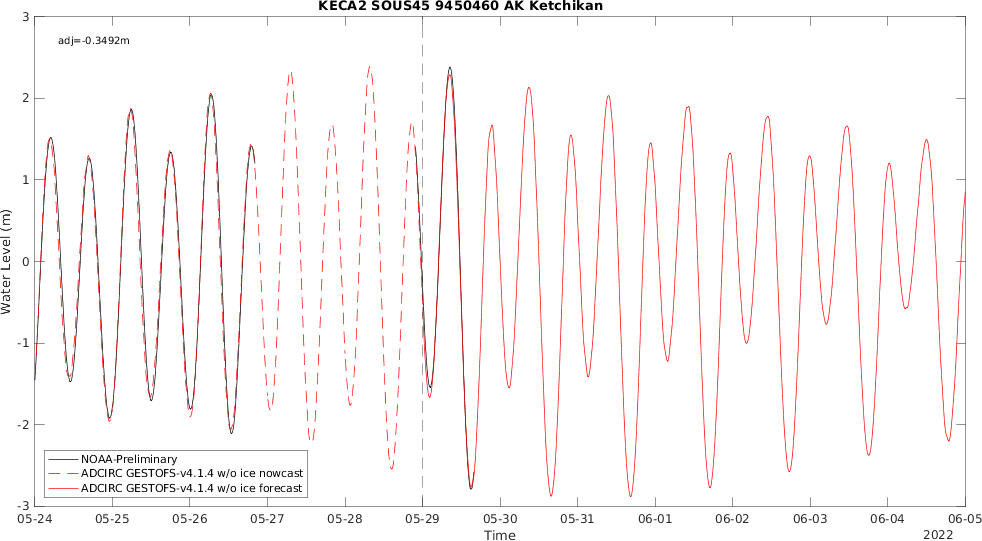 KECA2 SOUS45 9450460 AK Ketchikan
adj=-0.3492m
3
2
1
0
-1
-2
-3
Water Level (m)
NOAA-Preliminary
ADCIRC GESTOFS-v4.1.4 w/o ice nowcast
ADCIRC GESTOFS-v4.1.4 w/o ice forecast
05-24 05-25 05-26 05-27 05-28 05-29 05-30 05-31 06-01 06-02 06-03 06-04 06-05
Time
2022